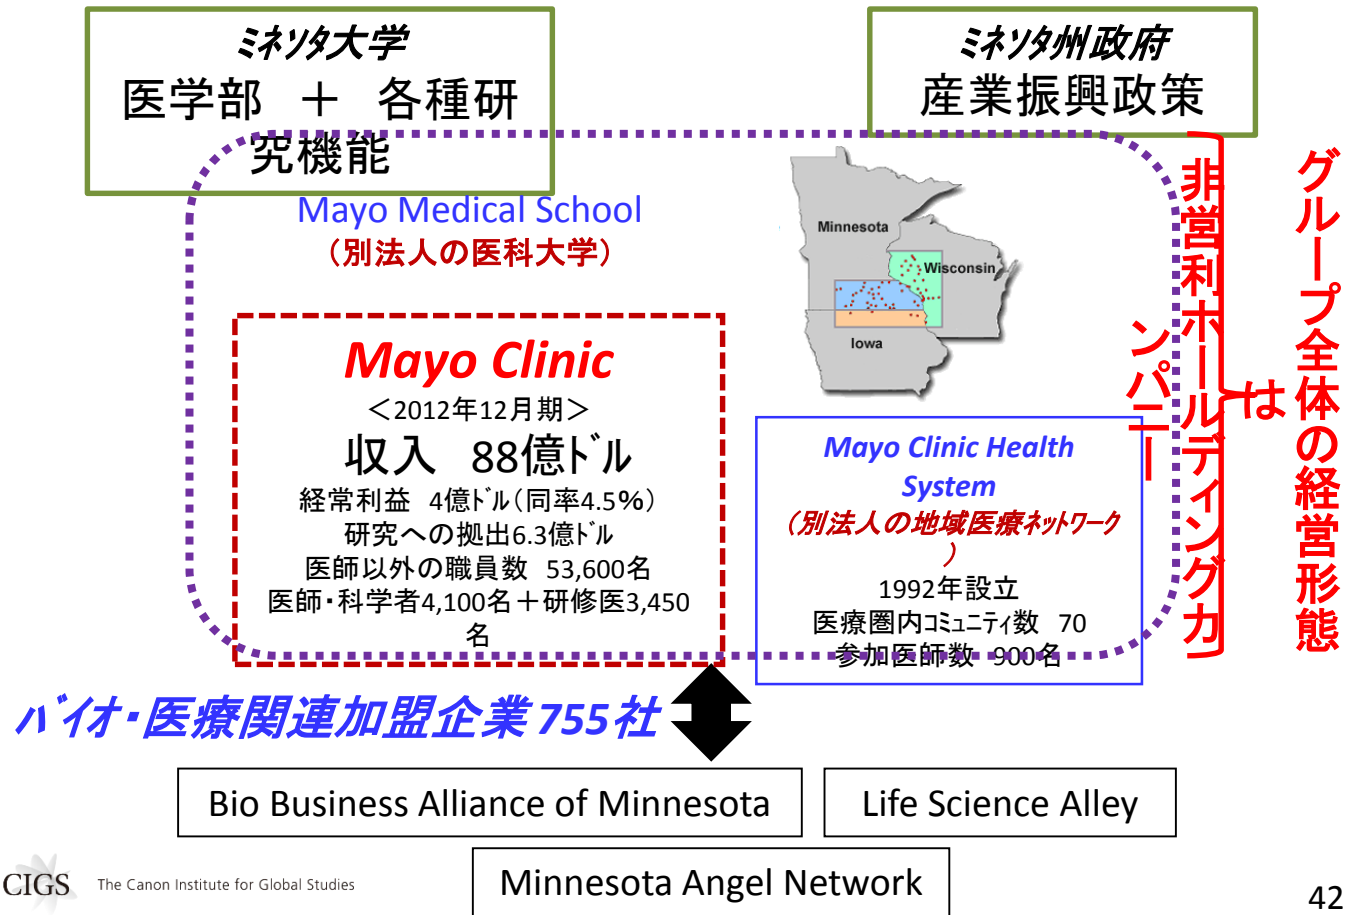 ﾐﾈｿﾀ大学
医学部　＋　各種研
究機能
ﾐﾈｿﾀ州政府
産業振興政策
Mayo Medical School
（別法人の医科大学）
Minnesota
Wisconsin
Iowa
Mayo Clinic
＜2012年12月期＞
収入　88億ﾄﾞﾙ
経常利益　4億ﾄﾞﾙ（同率4.5％）
研究への拠出6.3億ﾄﾞﾙ
医師以外の職員数　53,600名
医師・科学者4,100名＋研修医3,450
名
Mayo Clinic Health
System
（別法人の地域医療ﾈｯﾄﾜｰｸ
）
1992年設立
医療圏内ｺﾐｭﾆﾃｨ数　70
参加医師数　900名
グループ全体の経営形態
は
非営利ホールディングカ
ンパニー
ﾊﾞｲｵ・医療関連加盟企業755社
Bio Business Alliance of Minnesota
Life Science Alley
Minnesota Angel Network
CIGS The Canon Institute for Global Studies
42